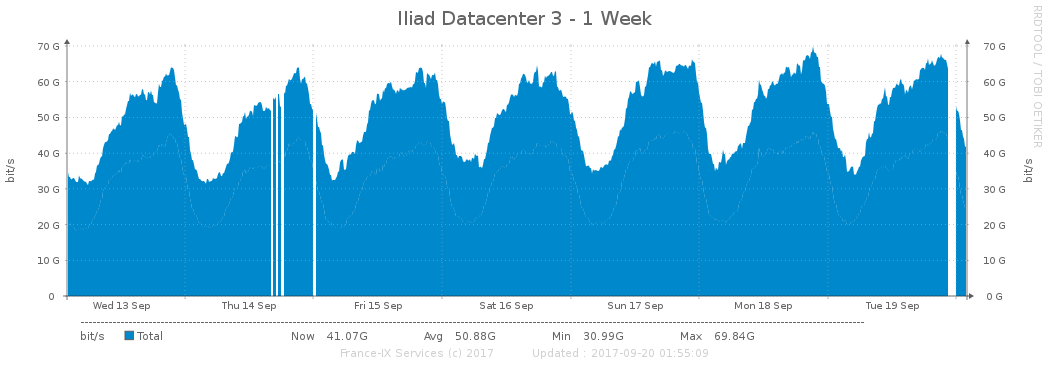 Iliad Datacenter 3 - 1 Week
RRDTOOL / TOBI OETIKER
bit/s
70 G
60 G
50 G
40 G
30 G
20 G
10 G
0
70 G
60 G
50 G
40 G
30 G
20 G
10 G
0 G
bit/s
Wed 13 Sep Thu 14 Sep Fri 15 Sep Sat 16 Sep Sun 17 Sep Mon 18 Sep Tue 19 Sep
bit/s Total Now 41.07G Avg 50.88G Min 30.99G Max 69.84G
France-IX Services (c) 2017 Updated : 2017-09-20 01:55:09